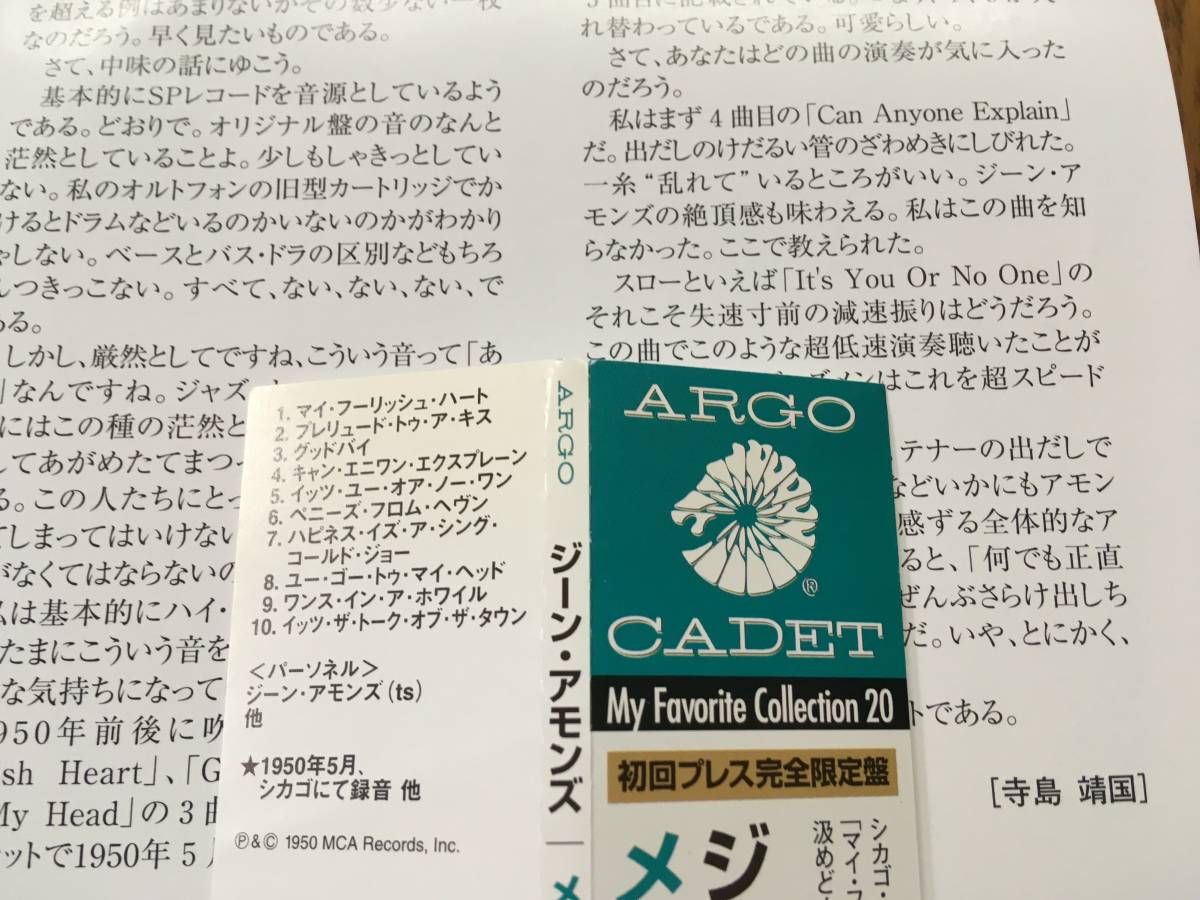 を超える例はあまりないがその数少ない一枚
なのだろう。早く見たいものである。
さて、中味の話にゆこう。
基本的にSPレコードを音源としているよう
である。どおりで。オリジナル盤の音のなんと
茫然としていることよ。少しもしゃきっとしてい
ない。私のオルトフォンの旧型カートリッジでか
けるとドラムなどいるのかいないのかがわかり
ゃしない。ベースとバス・ドラの区別などもちろ
んつきっこない。すべて、ない、ない、ない、で
ある。
しかし、厳然としてですね、こういう音って「あ
」なんですね。ジャズ
にはこの種の茫然と
してあがめたてまつっ
る。この人たちにとっ
てしまってはいけない
がなくてはならないの
私は基本的にハイ・
たまにこういう音を
な気持ちになって
1950年前後に吹
ish Heart」、「G
My Head」の3曲
ケットで1950年5月
れ替わっているである。可愛らしい。
さて、あなたはどの曲の演奏が気に入った
のだろう。
私はまず4曲目の「Can Anyone Explain」
だ。出だしのけだるい管のざわめきにしびれた。
一糸“乱れて”いるところがいい。ジーン・ア
モンズの絶頂感も味わえる。私はこの曲を知
らなかった。ここで教えられた。
スローといえば「It's You Or No One」の
それこそ失速寸前の減速振りはどうだろう。
この曲でこのような超低速演奏聴いたことが
メンはこれを超スピード
テナーの出だしで
などいかにもアモン
感ずる全体的なア
ると、「何でも正直
ぜんぶさらけ出しち
だ。いや、とにかく、
トである。
[寺島 靖国]
1. マイ・フーリッシュ・ハート
2. プレリュード・トゥ・ア・キス
3. グッドバイ
4. キャン・エニワン・エクスプレーン
5. イッツ・ユー・オア・ノー・ワン
6. ペニーズ・フロム・ヘヴン
7. ハピネス・イズ・ア・シング・
コールド・ジョー
8. ユー・ゴー・トゥ・マイ・ヘッド
9. ワンス・イン・ア・ホワイル
10. イッツ・ザ・トーク・オブ・ザ・タウン
<パーソネル>
ジーン・アモンズ(ts)
他
★1950年5月、
シカゴにて録音 他
℗&© 1950 MCA Records, Inc.
ARGO
ジーン・アモンズ
メ
ARGO
®
CADET
My Favorite Collection 20
初回プレス完全限定盤
シカゴ・
「マイ・フ
汲めど
ジ
メ